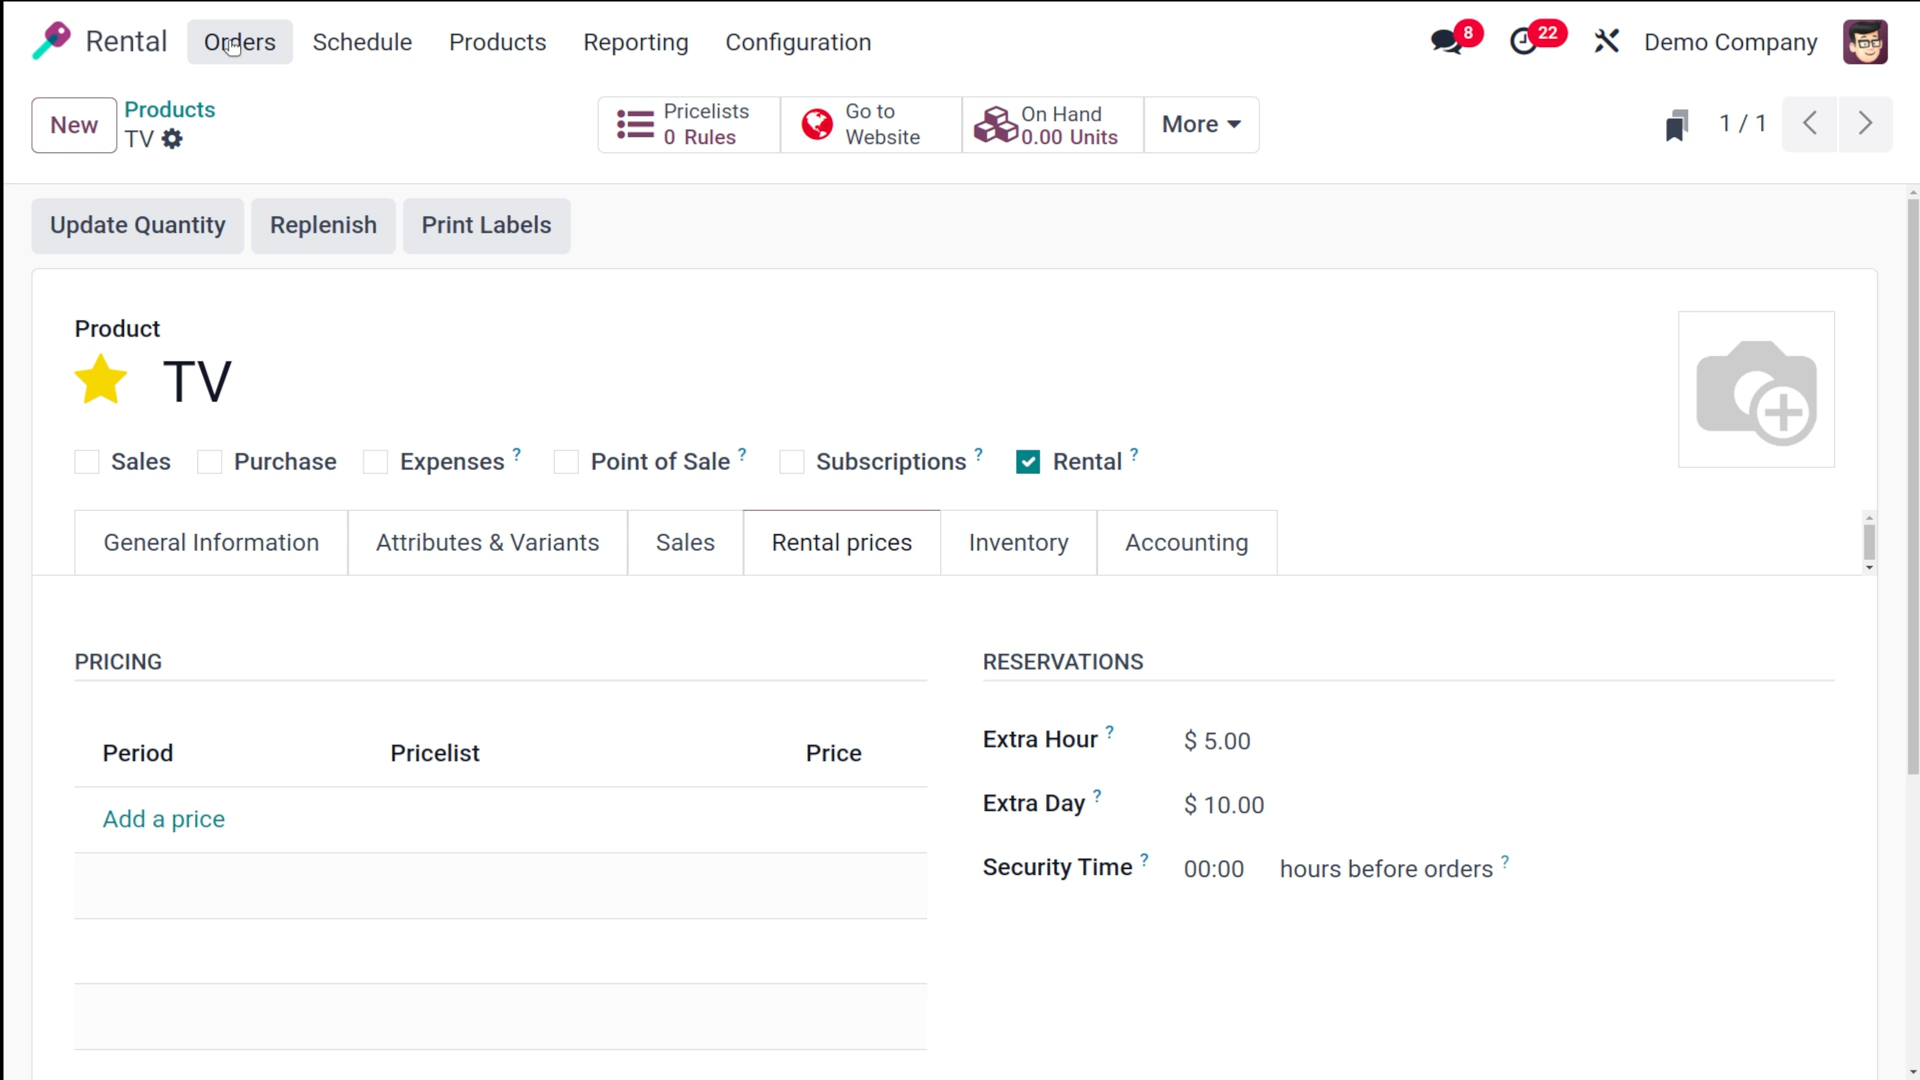 Rental Orders Schedule Products Reporting Configuration 8 22 Demo Company
New
Products
TV
Pricelists
0 Rules
Go to
Website
On Hand
0.00 Units
More
1 / 1
Update Quantity Replenish Print Labels
Product
TV
Sales Purchase Expenses ? Point of Sale ? Subscriptions ? Rental ?
General Information Attributes & Variants Sales Rental prices Inventory Accounting
PRICING
Period Pricelist Price
Add a price
RESERVATIONS
Extra Hour ? $ 5.00
Extra Day ? $ 10.00
Security Time ? 00:00 hours before orders ?